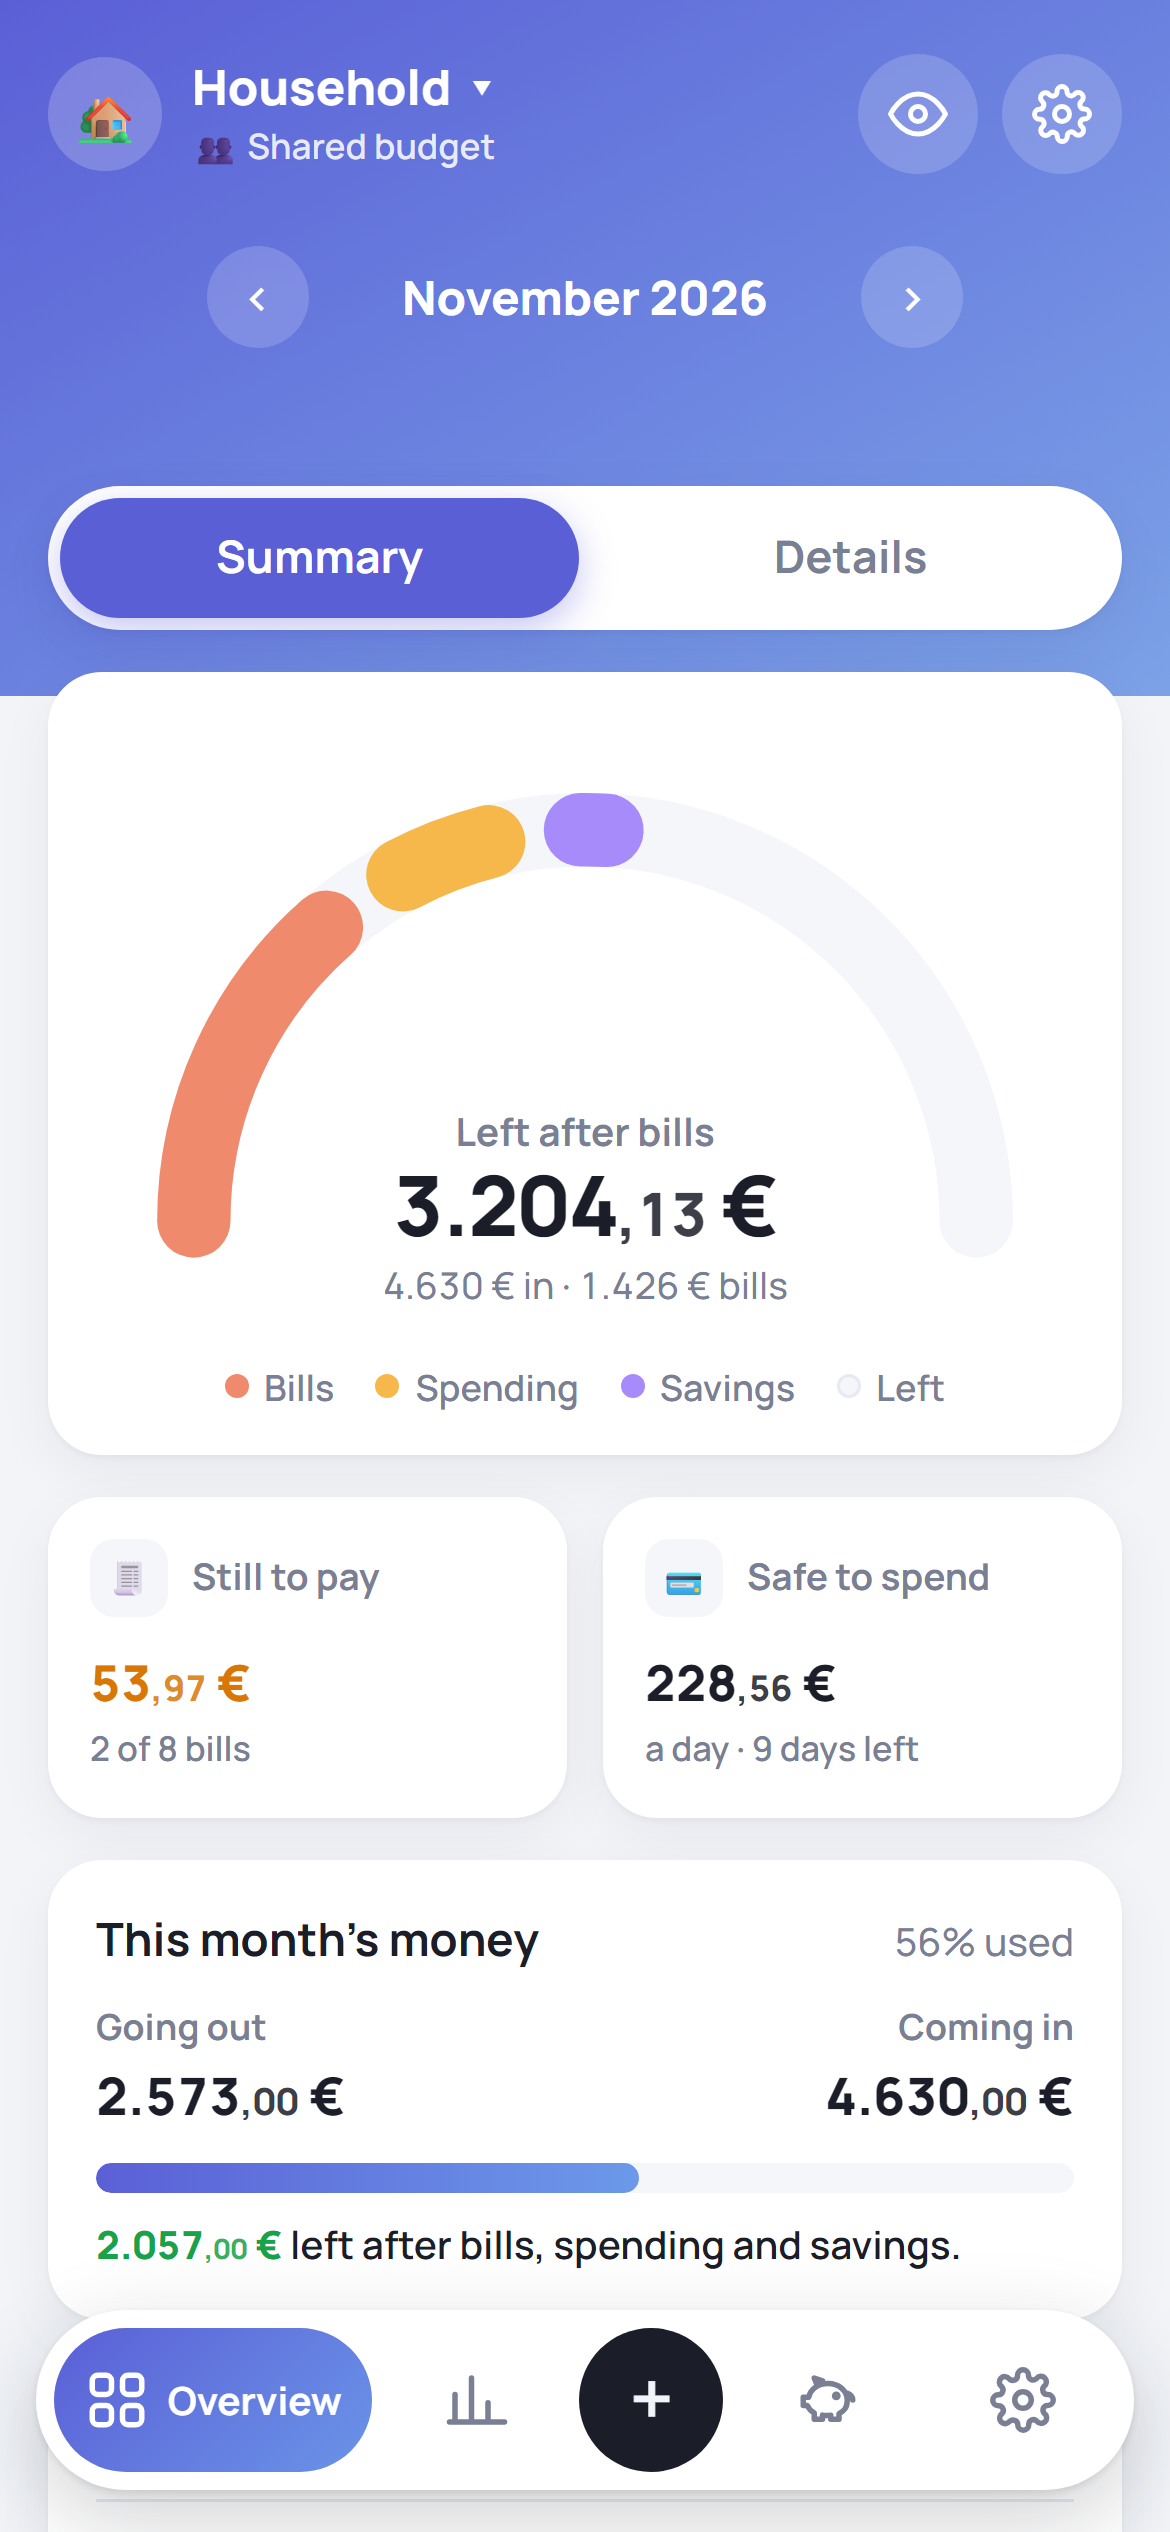 Household ▼
Shared budget
November 2026
Summary
Details
Left after bills
3.204,13 €
4.630 € in · 1.426 € bills
Bills
Spending
Savings
Left
Still to pay
53,97 €
2 of 8 bills
Safe to spend
228,56 €
a day · 9 days left
This month’s money
56% used
Going out
Coming in
2.573,00 €
4.630,00 €
2.057,00 € left after bills, spending and savings.
Overview